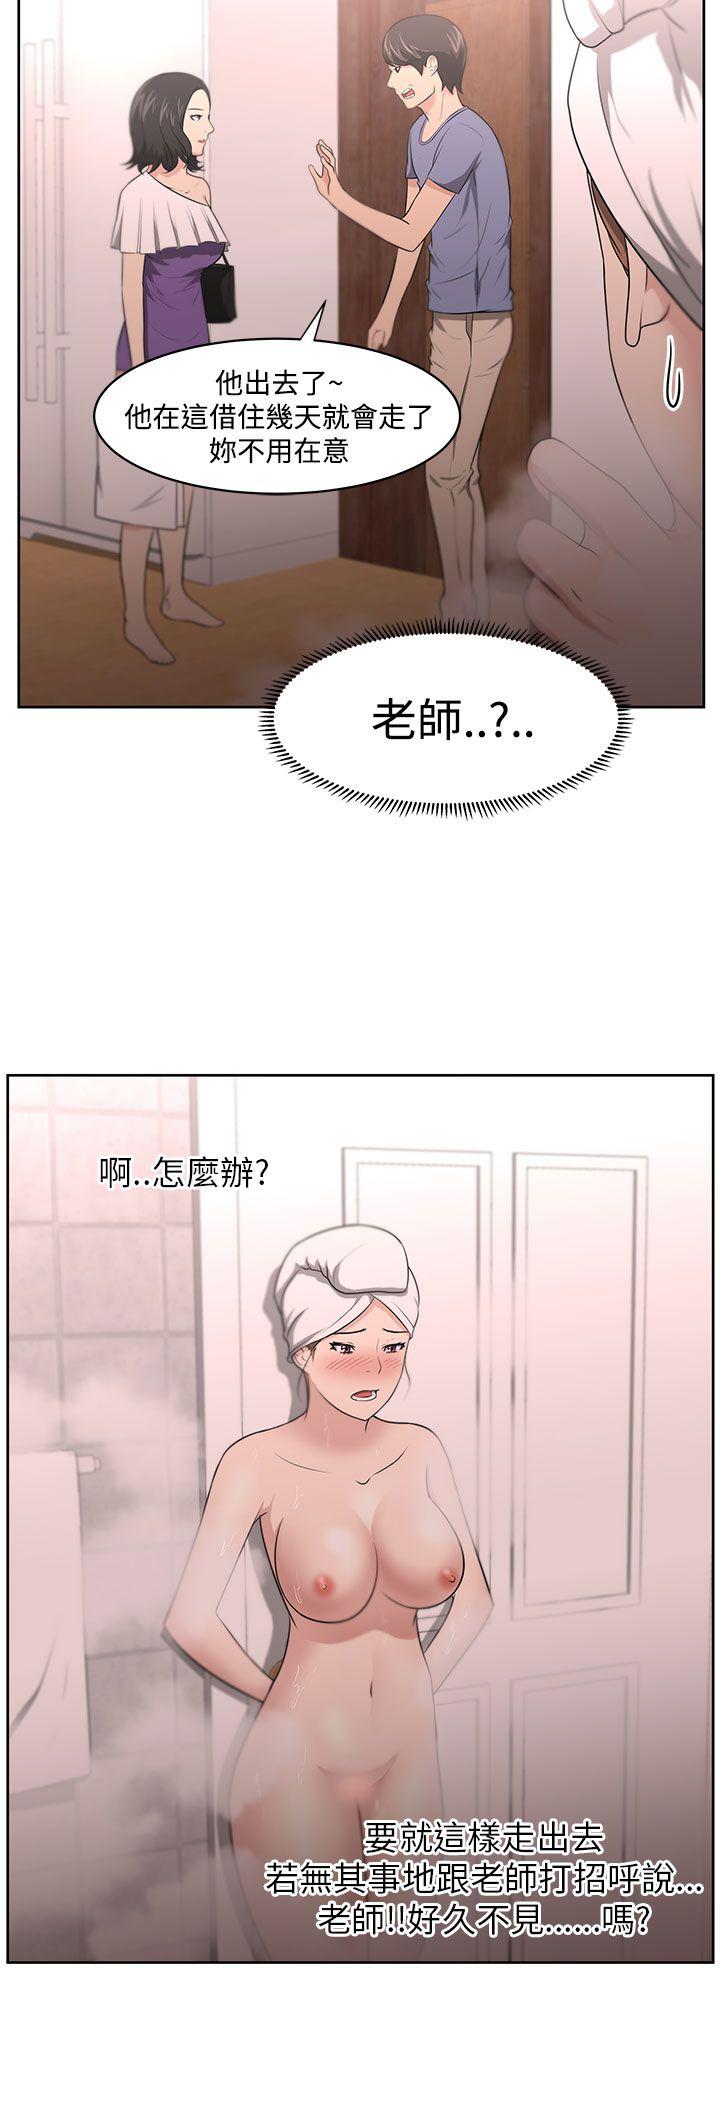 他出去了~
他在這借住幾天就會走了
妳不用在意
老師..?..
啊..怎麼辦?
要就這樣走出去
若無其事地跟老師打招呼說...
老師!!好久不見......嗎?